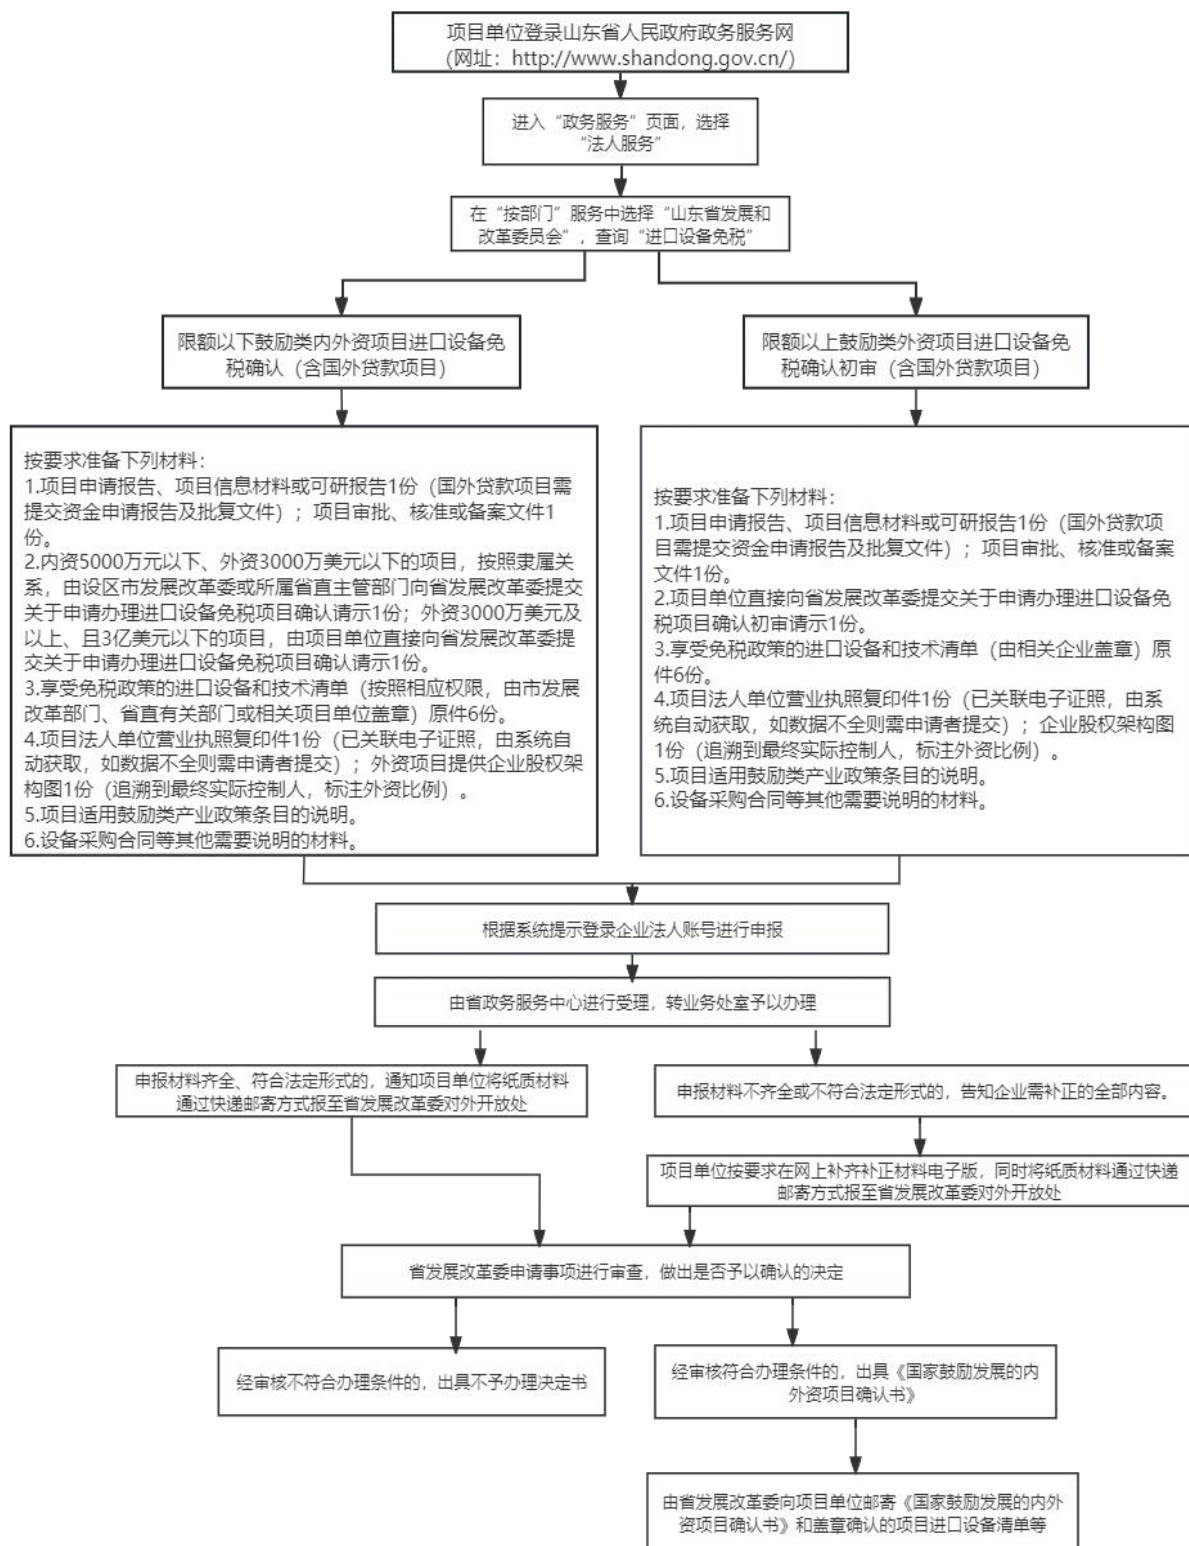 项目单位登录山东省人民政府政务服务网
(网址：http://www.shandong.gov.cn/)
进入“政务服务”页面，选择
“法人服务”
在“按部门”服务中选择“山东省发展和
改革委员会”，查询“进口设备免税”
限额以下鼓励类内外资项目进口设备免
税确认（含国外贷款项目）
限额以上鼓励类外资项目进口设备免
税确认初审（含国外贷款项目）
按要求准备下列材料：
1.项目申请报告、项目信息材料或可研报告1份（国外贷款项目需
提交资金申请报告及批复文件）；项目审批、核准或备案文件1
份。
2.内资5000万元以下、外资3000万美元以下的项目，按照隶属关
系，由设区市发展改革委或所属省直主管部门向省发展改革委提交
关于申请办理进口设备免税项目确认请示1份；外资3000万美元及
以上、且3亿美元以下的项目，由项目单位直接向省发展改革委提
交关于申请办理进口设备免税项目确认请示1份。
3.享受免税政策的进口设备和技术清单（按照相应权限，由市发展
改革部门、省直有关部门或相关项目单位盖章）原件6份。
4.项目法人单位营业执照复印件1份（已关联电子证照，由系统自
动获取，如数据不全则需申请者提交）；外资项目提供企业股权架
构图1份（追溯到最终实际控制人，标注外资比例）。
5.项目适用鼓励类产业政策条目的说明。
6.设备采购合同等其他需要说明的材料。
按要求准备下列材料：
1.项目申请报告、项目信息材料或可研报告1份（国外贷款项
目需提交资金申请报告及批复文件）；项目审批、核准或备案
文件1份。
2.项目单位直接向省发展改革委提交关于申请办理进口设备免
税项目确认初审请示1份。
3.享受免税政策的进口设备和技术清单（由相关企业盖章）原
件6份。
4.项目法人单位营业执照复印件1份（已关联电子证照，由系
统自动获取，如数据不全则需申请者提交）；企业股权架构图
1份（追溯到最终实际控制人，标注外资比例）。
5.项目适用鼓励类产业政策条目的说明。
6.设备采购合同等其他需要说明的材料。
根据系统提示登录企业法人账号进行申报
由省政务服务中心进行受理，转业务处室予以办理
申报材料齐全、符合法定形式的，通知项目单位将纸质材料
通过快递邮寄方式报至省发展改革委对外开放处
申报材料不齐全或不符合法定形式的，告知企业需补正的全部内容。
项目单位按要求在网上补齐补正材料电子版，同时将纸质材料通过快递
邮寄方式报至省发展改革委对外开放处
省发展改革委申请事项进行审查，做出是否予以确认的决定
经审核不符合办理条件的，出具不予办理决定书
经审核符合办理条件的，出具《国家鼓励发展的内
外资项目确认书》
由省发展改革委向项目单位邮寄《国家鼓励发展的内外
资项目确认书》和盖章确认的项目进口设备清单等